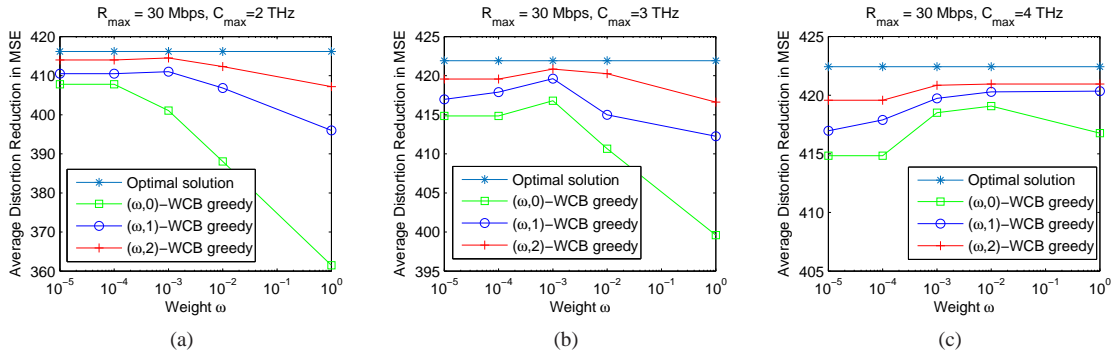 R_max = 30 Mbps, C_max=2 THz
Average Distortion Reduction in MSE
420
410
400
390
380
370
360
Optimal solution
(ω,0)−WCB greedy
(ω,1)−WCB greedy
(ω,2)−WCB greedy
10^−5 10^−4 10^−3 10^−2 10^−1 10^0
Weight ω
(a)
R_max = 30 Mbps, C_max=3 THz
Average Distortion Reduction in MSE
425
420
415
410
405
400
395
Optimal solution
(ω,0)−WCB greedy
(ω,1)−WCB greedy
(ω,2)−WCB greedy
10^−5 10^−4 10^−3 10^−2 10^−1 10^0
Weight ω
(b)
R_max = 30 Mbps, C_max=4 THz
Average Distortion Reduction in MSE
425
420
415
410
405
Optimal solution
(ω,0)−WCB greedy
(ω,1)−WCB greedy
(ω,2)−WCB greedy
10^−5 10^−4 10^−3 10^−2 10^−1 10^0
Weight ω
(c)